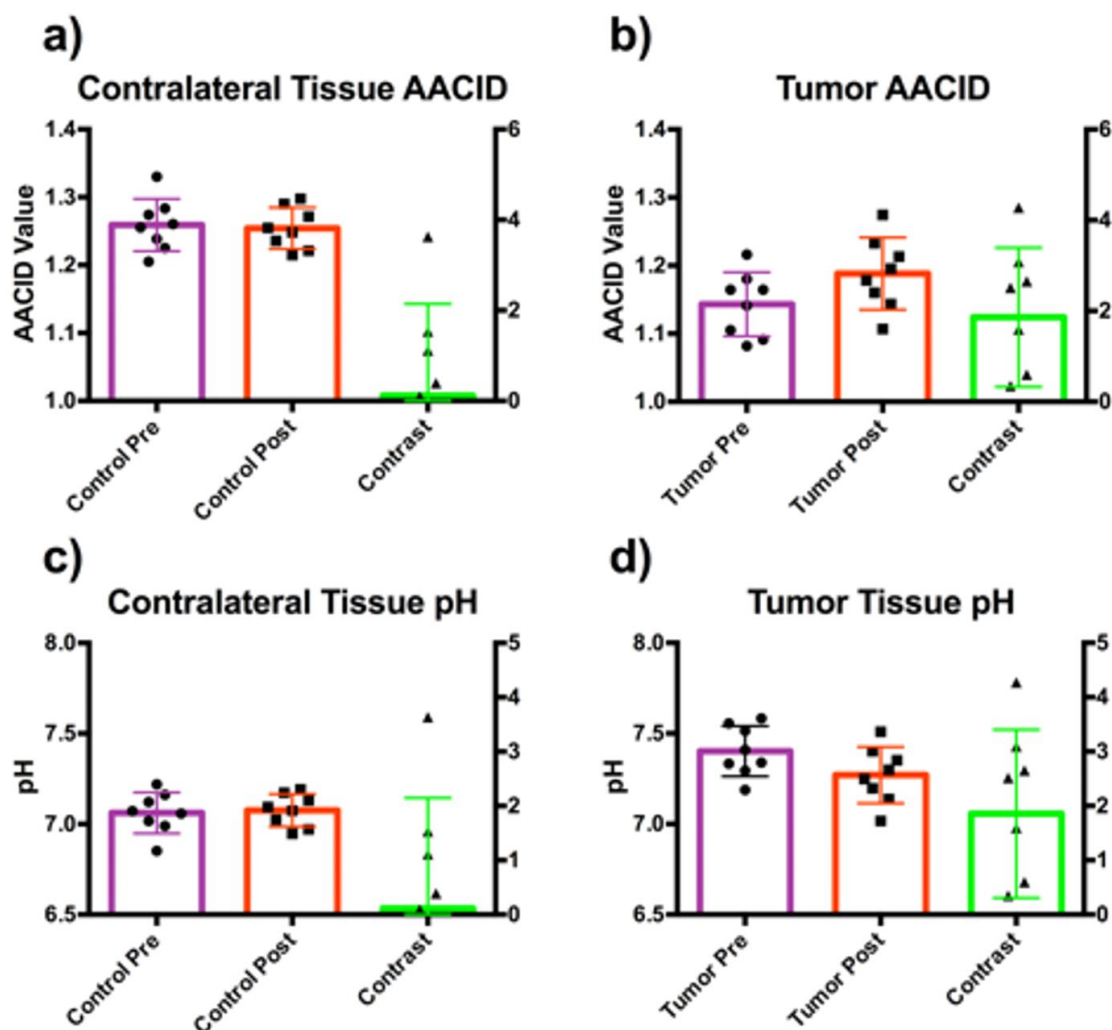 a)
Contralateral Tissue AACID
AACID Value
1.4
1.3
1.2
1.1
1.0
6
4
2
0
Control Pre
Control Post
Contrast
b)
Tumor AACID
AACID Value
1.4
1.3
1.2
1.1
1.0
6
4
2
0
Tumor Pre
Tumor Post
Contrast
c)
Contralateral Tissue pH
pH
8.0
7.5
7.0
6.5
5
4
3
2
1
0
Control Pre
Control Post
Contrast
d)
Tumor Tissue pH
pH
8.0
7.5
7.0
6.5
5
4
3
2
1
0
Tumor Pre
Tumor Post
Contrast